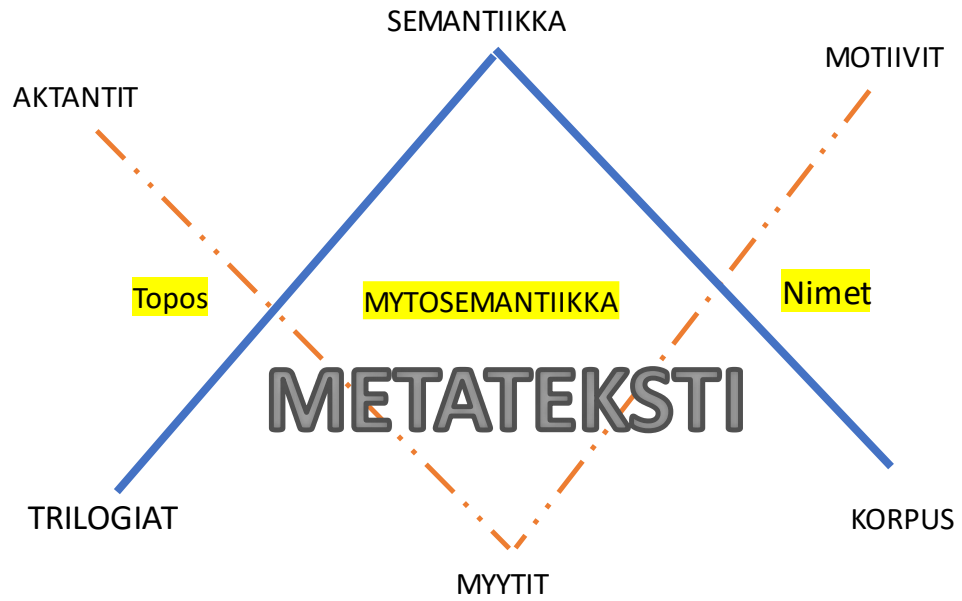 SEMANTIIKKA
MOTIIVIT
AKTANTIT
Topos
MYTOSEMANTIIKKA
Nimet
METATEKSTI
TRILOGIAT
KORPUS
MYYTIT